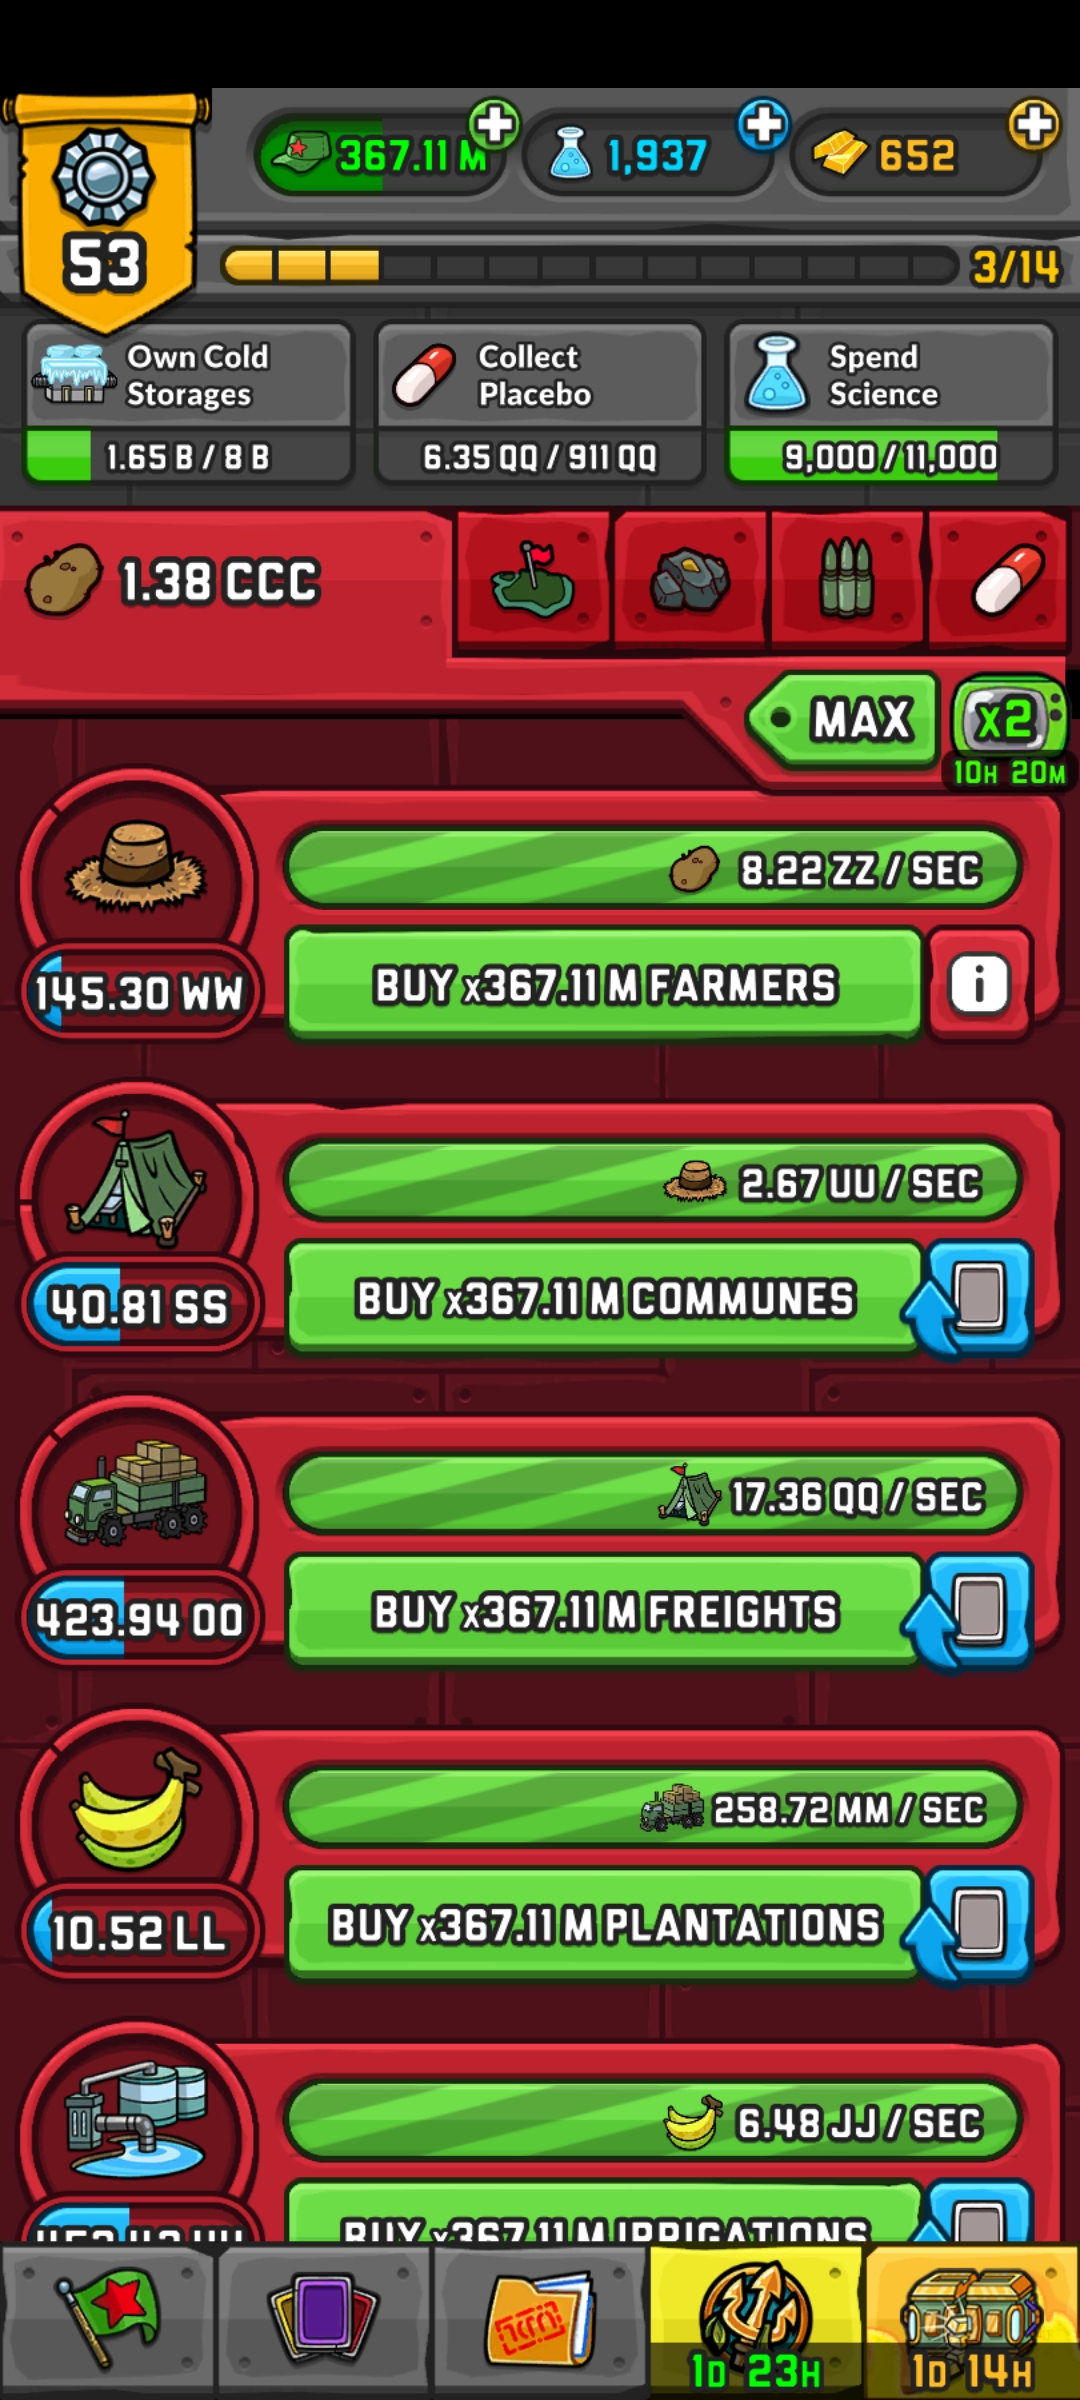 367.11 M
1,937
652
53
3/14
Own Cold
Storages
1.65 B / 8 B
Collect
Placebo
6.35 QQ / 911 QQ
Spend
Science
9,000 / 11,000
1.38 CCC
MAX
x2
10H 20M
8.22 ZZ / SEC
145.30 WW
BUY x367.11 M FARMERS
i
2.67 UU / SEC
40.81 SS
BUY x367.11 M COMMUNES
17.36 QQ / SEC
423.94 OO
BUY x367.11 M FREIGHTS
258.72 MM / SEC
10.52 LL
BUY x367.11 M PLANTATIONS
6.48 JJ / SEC
BUY x367.11 M IRRIGATIONS
1D 23H
1D 14H